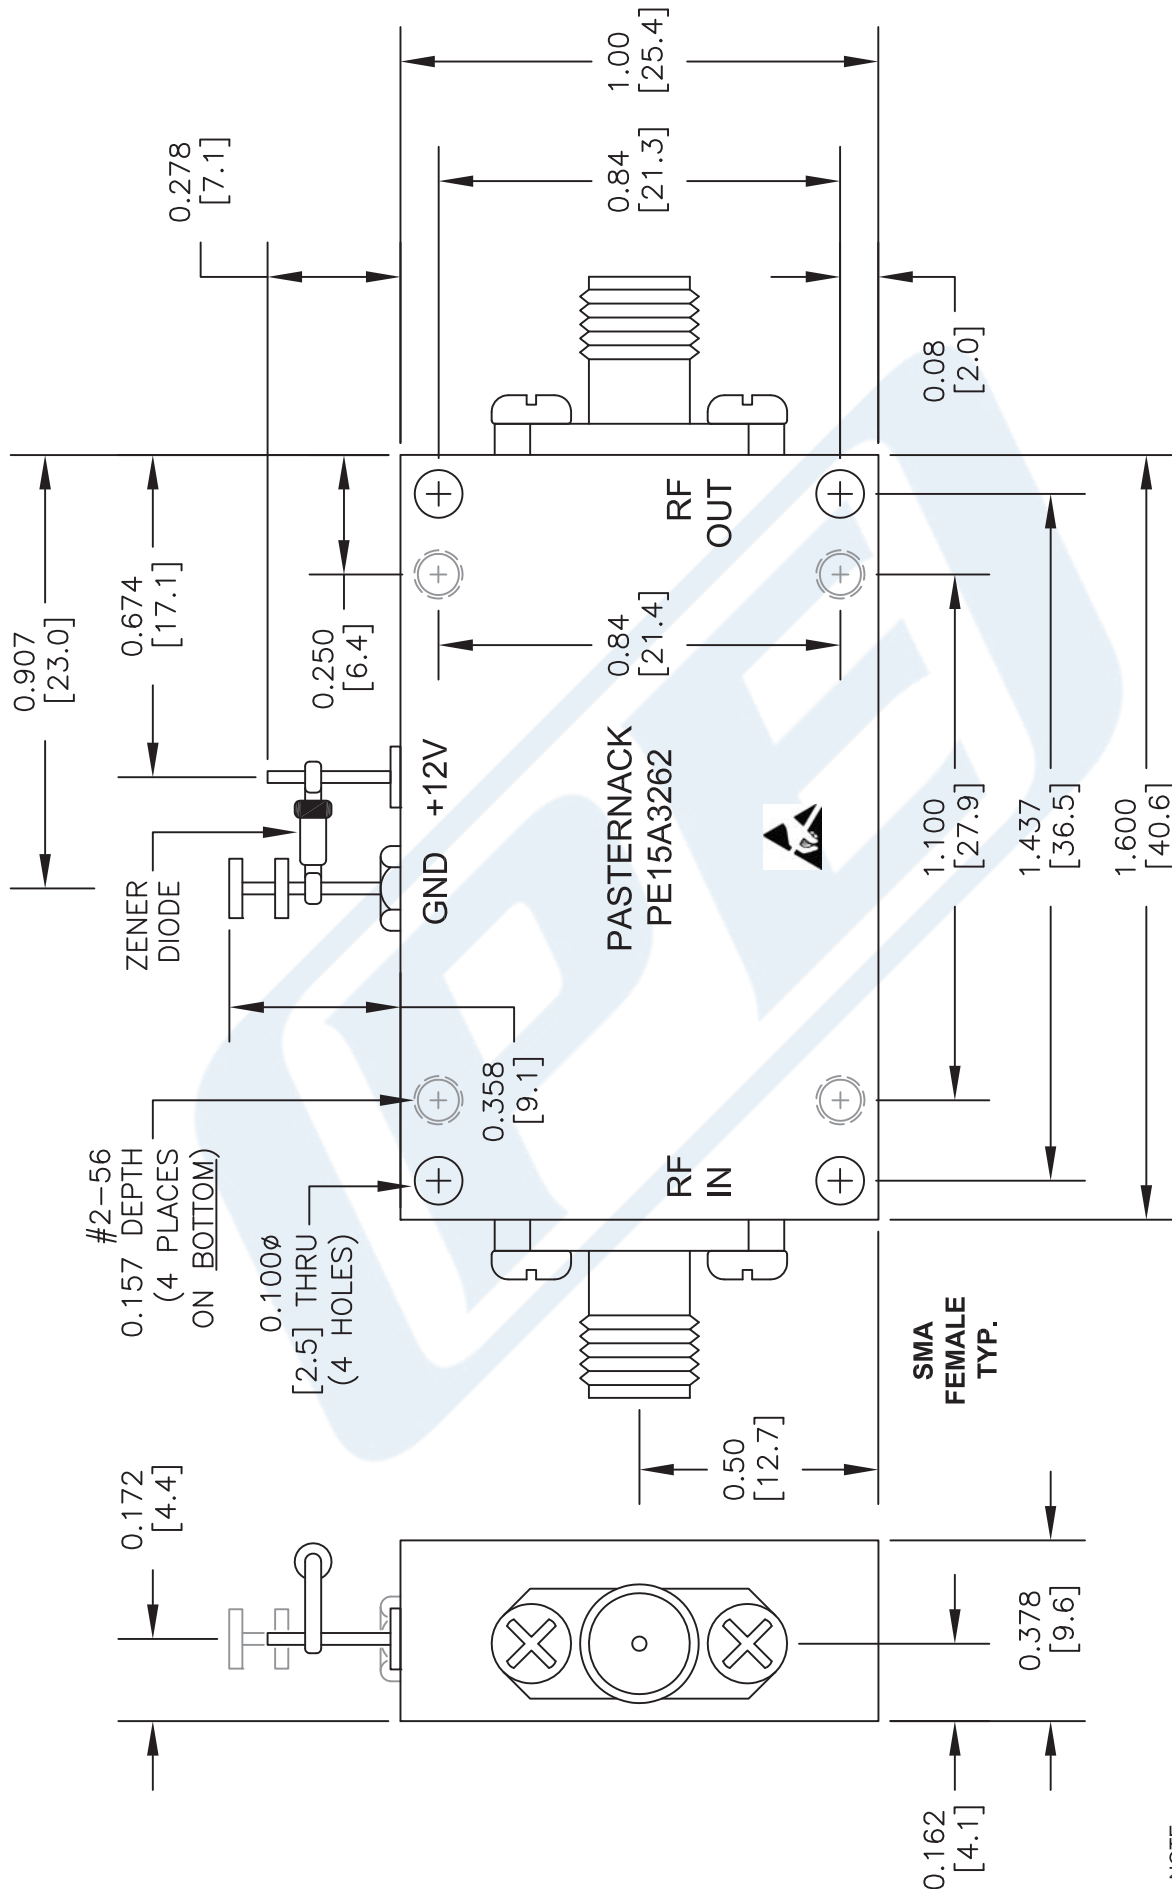 0.907
[23.0]
0.674
[17.1]
0.278
[7.1]
0.250
[6.4]
1.00
[25.4]
0.84
[21.3]
0.08
[2.0]
ZENER
DIODE
#2-56
0.157 DEPTH
(4 PLACES
ON BOTTOM)
0.100ø
[2.5] THRU
(4 HOLES)
0.358
[9.1]
0.172
[4.4]
GND
+12V
RF
IN
RF
OUT
PASTERNACK
PE15A3262
0.84
[21.4]
1.100
[27.9]
1.437
[36.5]
1.600
[40.6]
0.50
[12.7]
SMA
FEMALE
TYP.
0.378
[9.6]
0.162
[4.1]
PE
NOTE